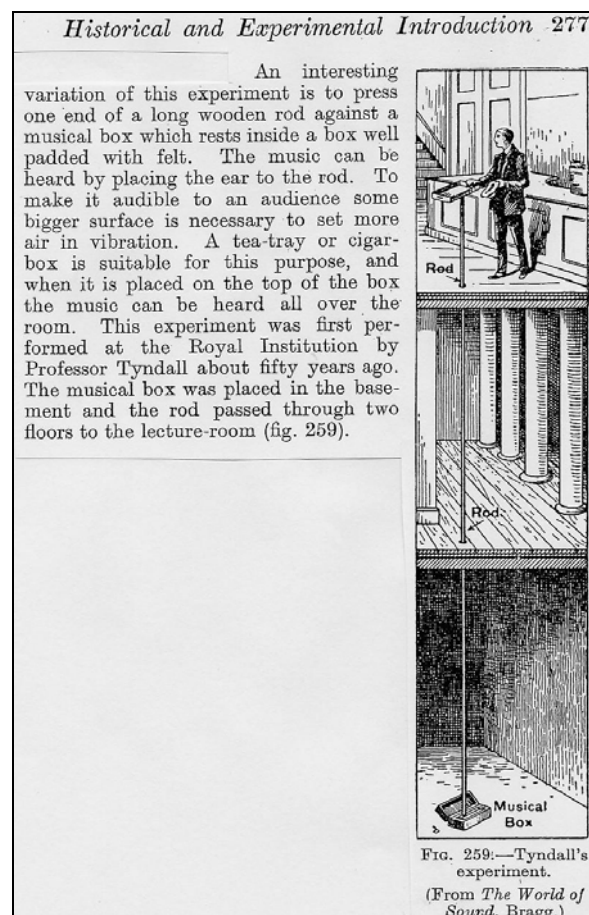 Historical and Experimental Introduction 277
An interesting
variation of this experiment is to press
one end of a long wooden rod against a
musical box which rests inside a box well
padded with felt. The music can be
heard by placing the ear to the rod. To
make it audible to an audience some
bigger surface is necessary to set more
air in vibration. A tea-tray or cigar-
box is suitable for this purpose, and
when it is placed on the top of the box
the music can be heard all over the
room. This experiment was first per-
formed at the Royal Institution by
Professor Tyndall about fifty years ago.
The musical box was placed in the base-
ment and the rod passed through two
floors to the lecture-room (fig. 259).
Rod
Rod
Musical
Box
FIG. 259.—Tyndall's
experiment.
(From The World of
Sound, Bragg.)